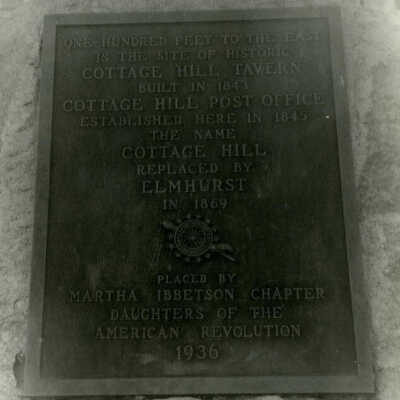 ONE HUNDRED FEET TO THE EAST
IS THE SITE OF HISTORIC
COTTAGE HILL TAVERN
BUILT IN 1843
COTTAGE HILL POST OFFICE
ESTABLISHED HERE IN 1845
THE NAME
COTTAGE HILL
REPLACED BY
ELMHURST
IN 1869
PLACED BY
MARTHA IBBETSON CHAPTER
DAUGHTERS OF THE
AMERICAN REVOLUTION
1936